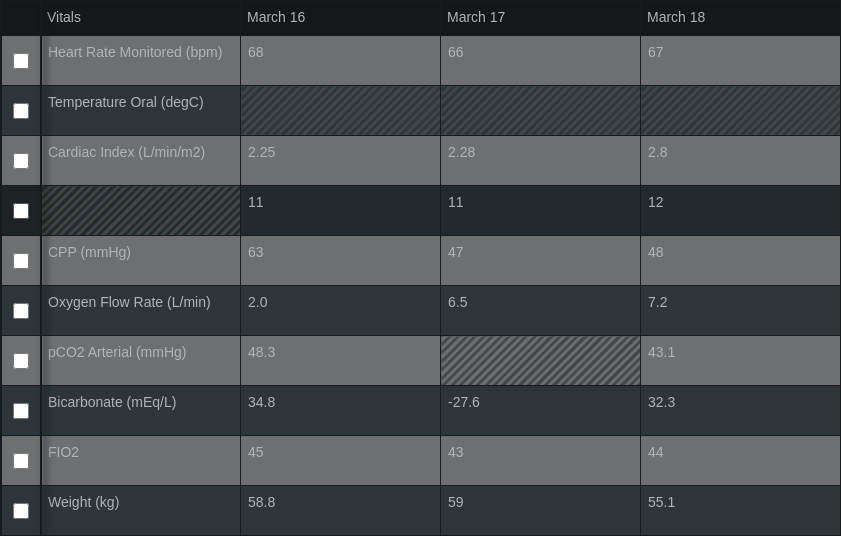 Vitals March 16 March 17 March 18
Heart Rate Monitored (bpm) 68 66 67
Temperature Oral (degC)
Cardiac Index (L/min/m2) 2.25 2.28 2.8
11 11 12
CPP (mmHg) 63 47 48
Oxygen Flow Rate (L/min) 2.0 6.5 7.2
pCO2 Arterial (mmHg) 48.3 43.1
Bicarbonate (mEq/L) 34.8 -27.6 32.3
FIO2 45 43 44
Weight (kg) 58.8 59 55.1